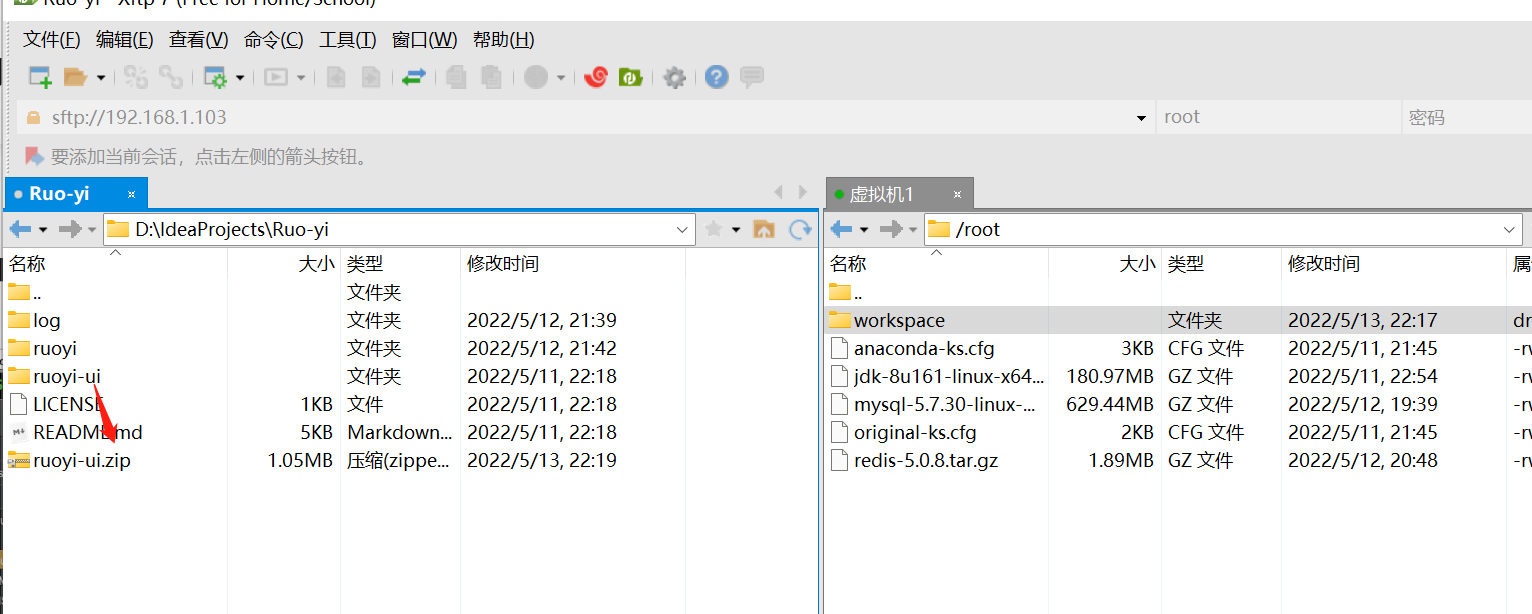 Ruo-yi - Xftp 7 (Free for Home/School)
文件(F) 编辑(E) 查看(V) 命令(C) 工具(T) 窗口(W) 帮助(H)
sftp://192.168.1.103 root 密码
要添加当前会话，点击左侧的箭头按钮。
Ruo-yi × 虚拟机1 ×
D:\IdeaProjects\Ruo-yi /root
名称 大小 类型 修改时间 名称 大小 类型 修改时间 属
.. 文件夹 ..
log 文件夹 2022/5/12, 21:39 workspace 文件夹 2022/5/13, 22:17 dr
ruoyi 文件夹 2022/5/12, 21:42 anaconda-ks.cfg 3KB CFG 文件 2022/5/11, 21:45 -rw
ruoyi-ui 文件夹 2022/5/11, 22:18 jdk-8u161-linux-x64... 180.97MB GZ 文件 2022/5/11, 22:54 -rw
LICENSE 1KB 文件 2022/5/11, 22:18 mysql-5.7.30-linux-... 629.44MB GZ 文件 2022/5/12, 19:39 -rw
README.md 5KB Markdown... 2022/5/11, 22:18 original-ks.cfg 2KB CFG 文件 2022/5/11, 21:45 -rw
ruoyi-ui.zip 1.05MB 压缩(zippe... 2022/5/13, 22:19 redis-5.0.8.tar.gz 1.89MB GZ 文件 2022/5/12, 20:48 -rw